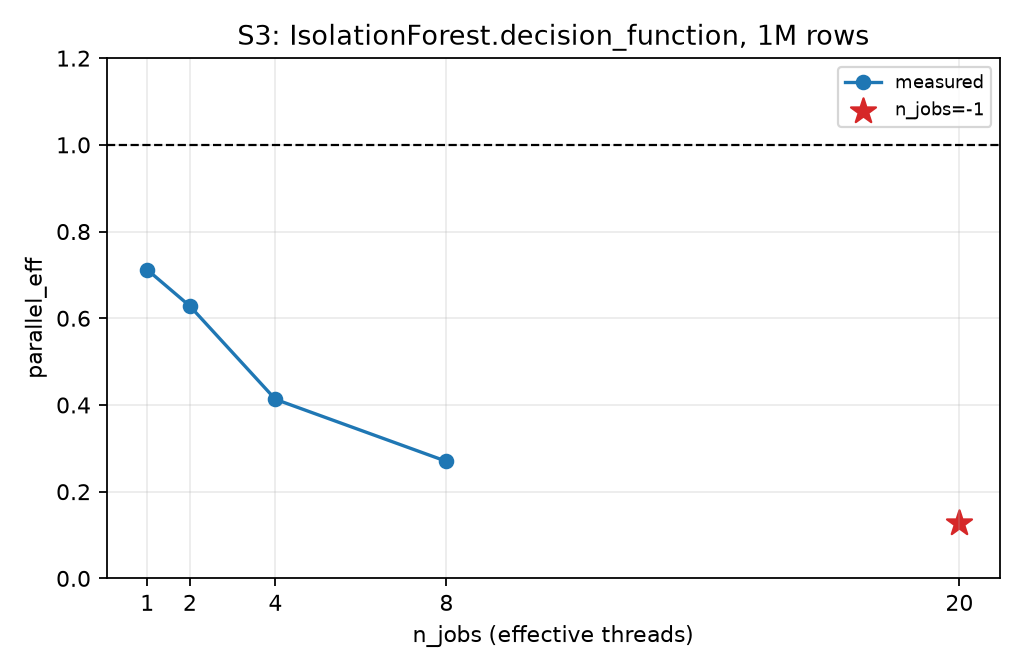 S3: IsolationForest.decision_function, 1M rows
measured
n_jobs=-1
parallel_eff
1.2
1.0
0.8
0.6
0.4
0.2
0.0
1 2 4 8 20
n_jobs (effective threads)